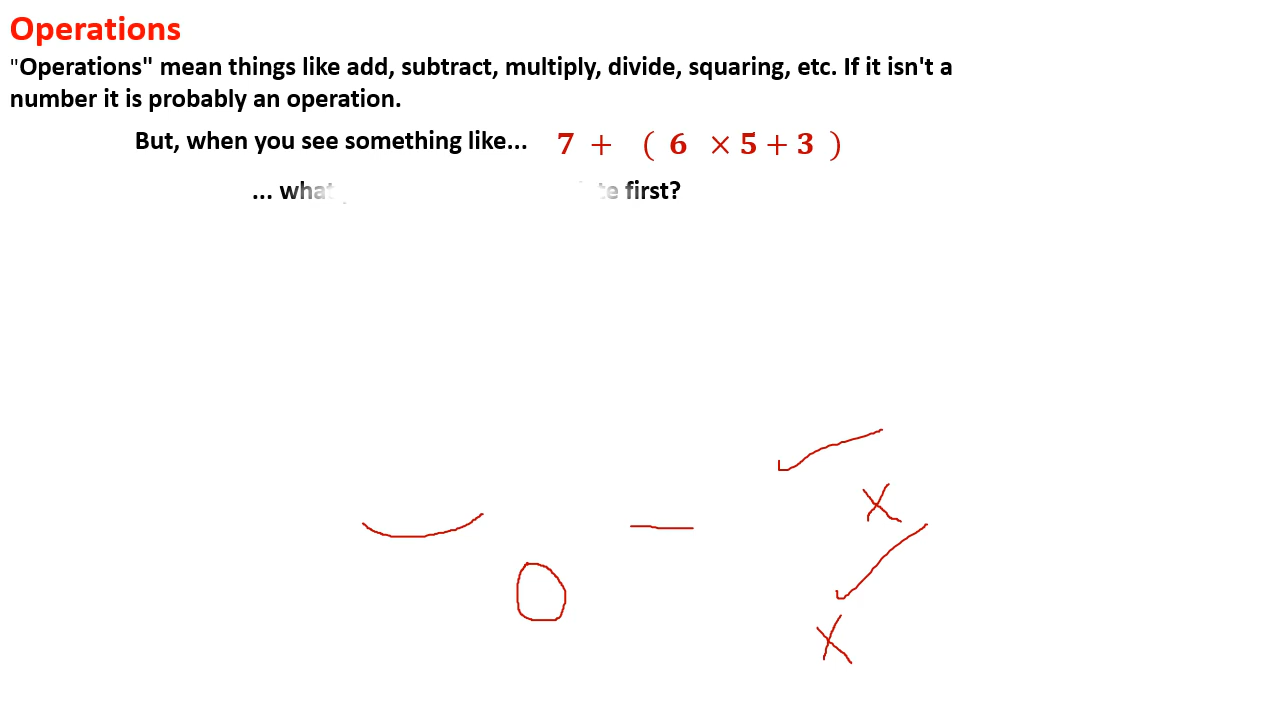 Operations
"Operations" mean things like add, subtract, multiply, divide, squaring, etc. If it isn't a
number it is probably an operation.
But, when you see something like... 7 + ( 6 × 5 + 3 )
... what first?